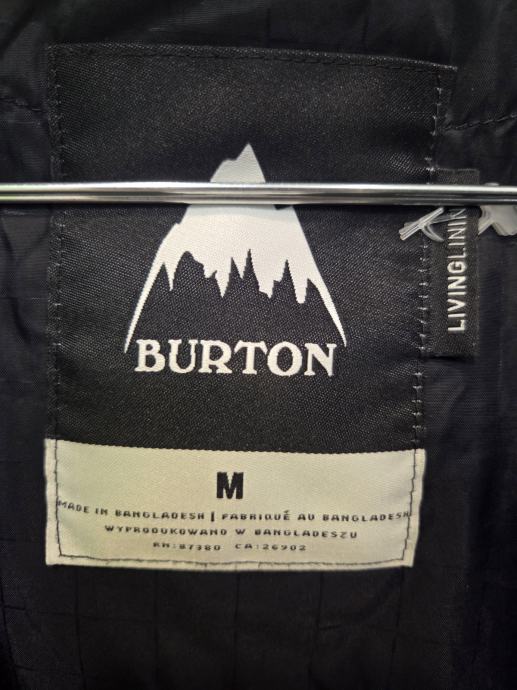 BURTON
LIVINGLININ
M
MADE IN BANGLADESH | FABRIQUÉ AU BANGLADESH
WYPRODUKOWANO W BANGLADESZU
RN:87380 CA:26902